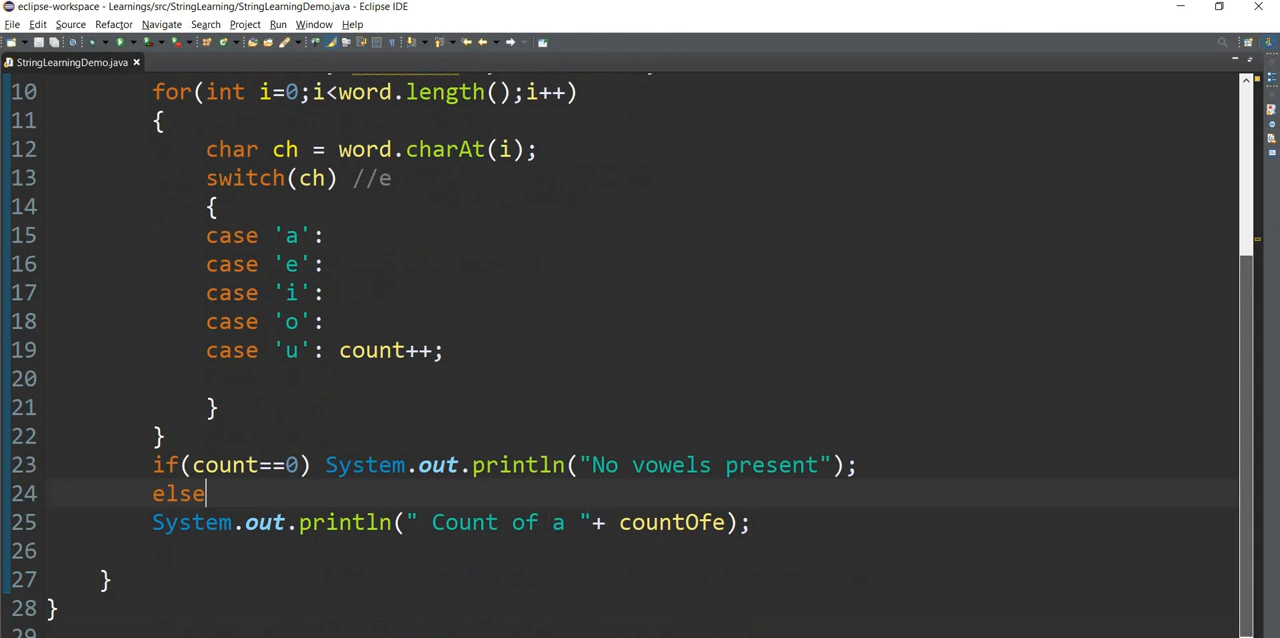 eclipse-workspace - Learnings/src/StringLearning/StringLearningDemo.java - Eclipse IDE
File Edit Source Refactor Navigate Search Project Run Window Help
StringLearningDemo.java
10 for(int i=0;i<word.length();i++)
11 {
12 char ch = word.charAt(i);
13 switch(ch) //e
14 {
15 case 'a':
16 case 'e':
17 case 'i':
18 case 'o':
19 case 'u': count++;
20
21 }
22 }
23 if(count==0) System.out.println("No vowels present");
24 else
25 System.out.println(" Count of a "+ countOfe);
26
27 }
28 }
29